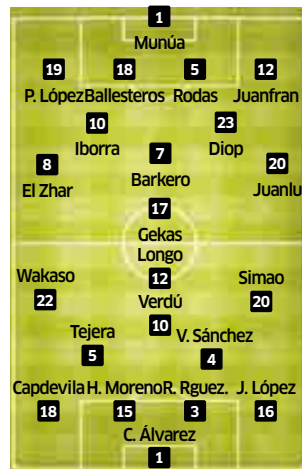 1
Munúa
19 18 5 12
P. López Ballesteros Rodas Juanfran
10 23
Iborra Diop
7
Barkero
8 20
El Zhar Juanlu
17
Gekas
Longo
12
Wakaso Simao
22 20
Verdú
10
Tejera V. Sánchez
5 4
Capdevila H. Moreno R. Rguez. J. López
18 15 3 16
C. Álvarez
1